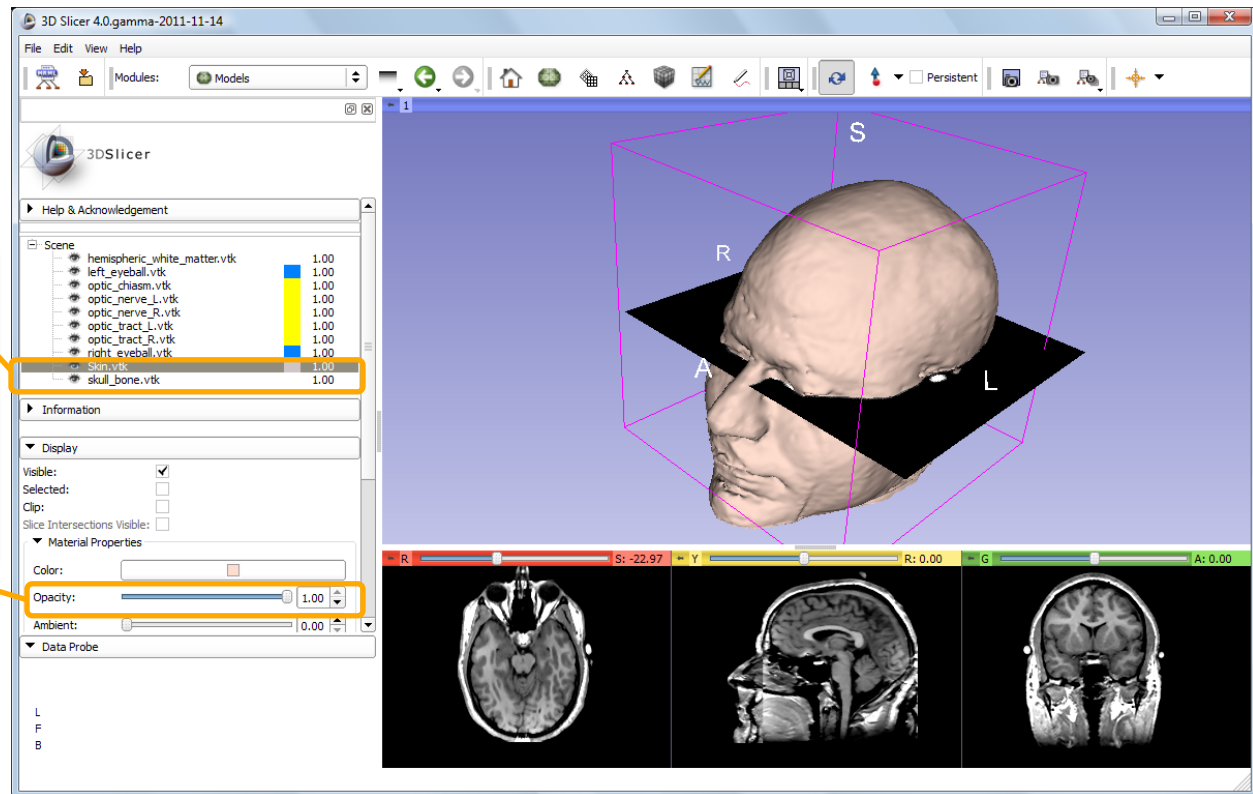 3D Slicer 4.0.gamma-2011-11-14
File Edit View Help
Modules: Models Persistent
1
3DSlicer
Help & Acknowledgement
Scene
hemispheric_white_matter.vtk 1.00
left_eyeball.vtk 1.00
optic_chiasm.vtk 1.00
optic_nerve_L.vtk 1.00
optic_nerve_R.vtk 1.00
optic_tract_L.vtk 1.00
optic_tract_R.vtk 1.00
right_eyeball.vtk 1.00
Skin.vtk 1.00
skull_bone.vtk 1.00
Information
Display
Visible:
Selected:
Clip:
Slice Intersections Visible:
Material Properties
Color:
Opacity: 1.00
Ambient: 0.00
Data Probe
L
F
B
S
R
A
L
R S: -22.97
Y R: 0.00
G A: 0.00